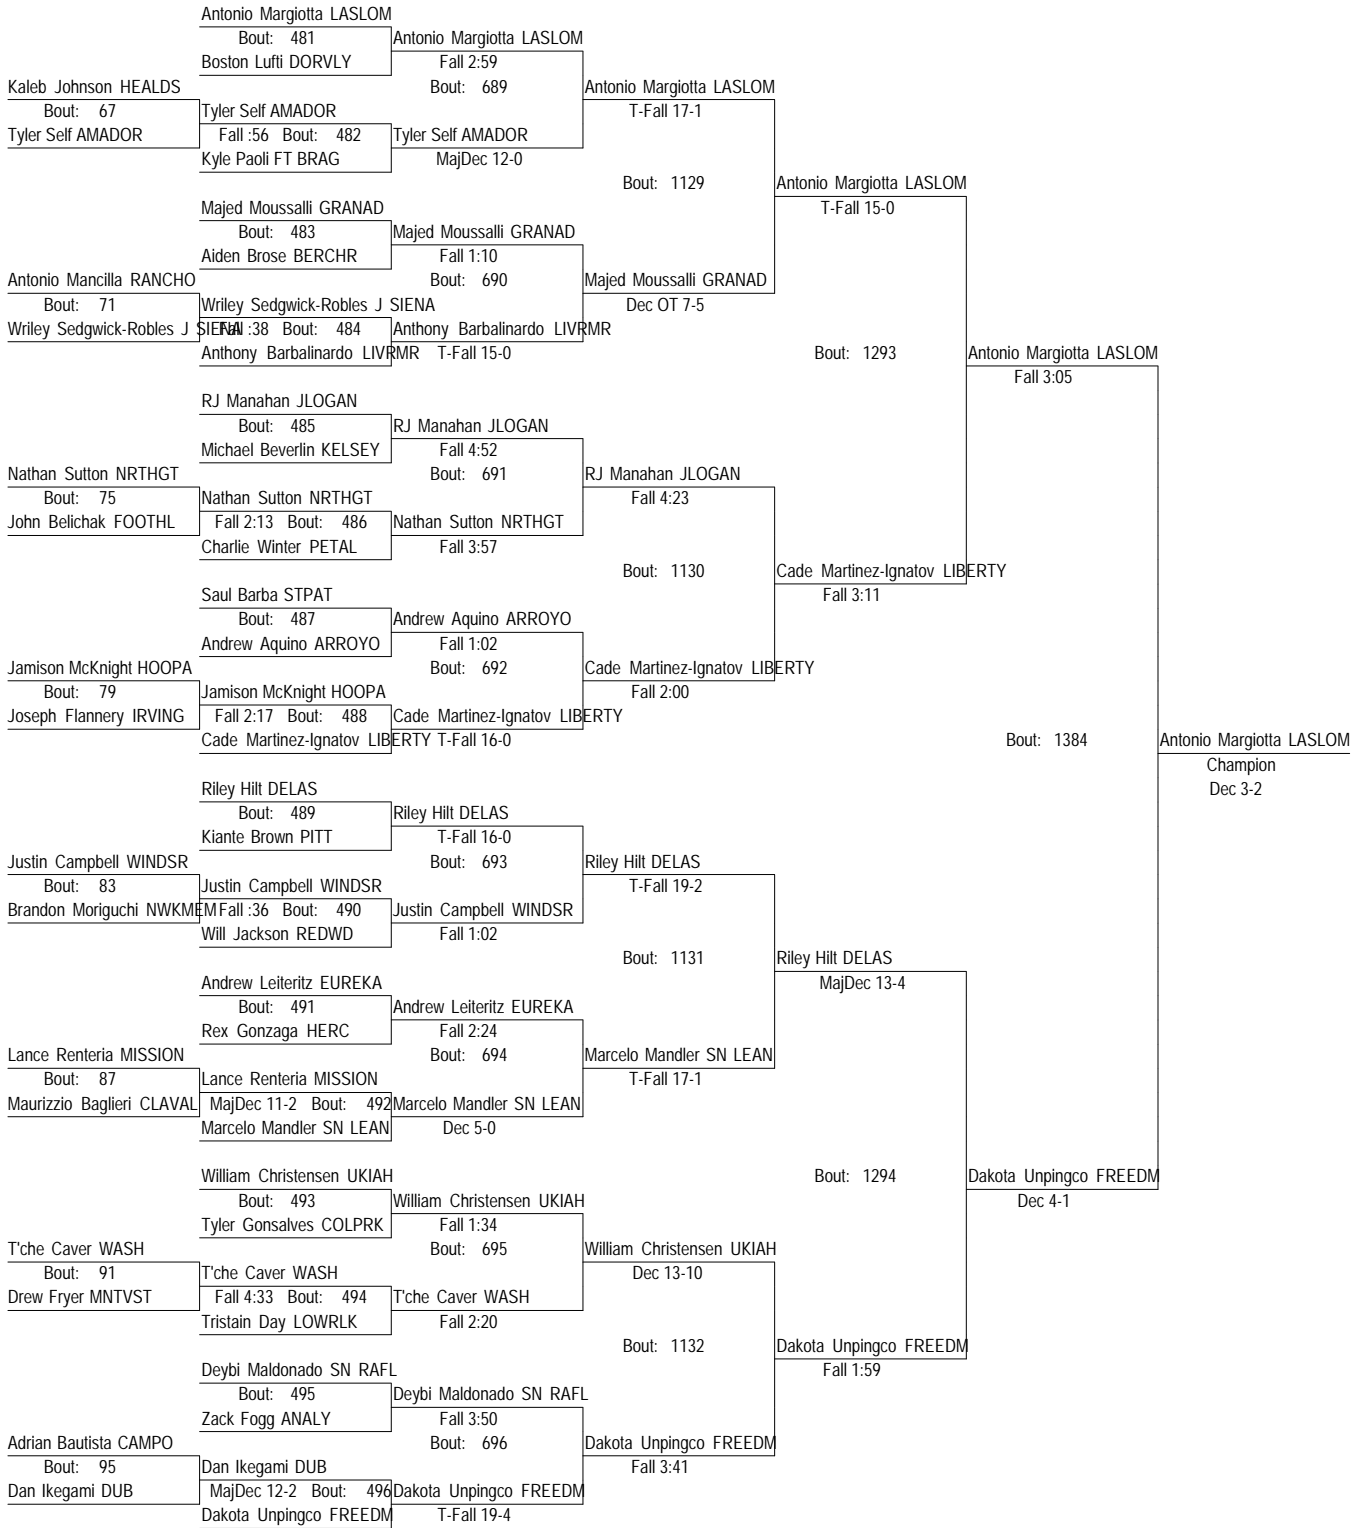 Antonio Margiotta LASLOM
Bout: 481 Antonio Margiotta LASLOM
Boston Lufti DORVLY Fall 2:59
Kaleb Johnson HEALDS Bout: 689 Antonio Margiotta LASLOM
Bout: 67 Tyler Self AMADOR T-Fall 17-1
Tyler Self AMADOR Fall :56 Bout: 482 Tyler Self AMADOR
Kyle Paoli FT BRAG MajDec 12-0
Bout: 1129 Antonio Margiotta LASLOM
Majed Moussalli GRANAD T-Fall 15-0
Bout: 483 Majed Moussalli GRANAD
Aiden Brose BERCHR Fall 1:10
Antonio Mancilla RANCHO Bout: 690 Majed Moussalli GRANAD
Bout: 71 Wriley Sedgwick-Robles J SIENA Dec OT 7-5
Wriley Sedgwick-Robles J SIENA Fall :38 Bout: 484 Anthony Barbalinardo LIVRMR
Anthony Barbalinardo LIVRMR T-Fall 15-0 Bout: 1293 Antonio Margiotta LASLOM
Fall 3:05
RJ Manahan JLOGAN
Bout: 485 RJ Manahan JLOGAN
Michael Beverlin KELSEY Fall 4:52
Nathan Sutton NRTHGT Bout: 691 RJ Manahan JLOGAN
Bout: 75 Nathan Sutton NRTHGT Fall 4:23
John Belichak FOOTHL Fall 2:13 Bout: 486 Nathan Sutton NRTHGT
Charlie Winter PETAL Fall 3:57
Bout: 1130 Cade Martinez-Ignatov LIBERTY
Saul Barba STPAT Fall 3:11
Bout: 487 Andrew Aquino ARROYO
Andrew Aquino ARROYO Fall 1:02
Jamison McKnight HOOPA Bout: 692 Cade Martinez-Ignatov LIBERTY
Bout: 79 Jamison McKnight HOOPA Fall 2:00
Joseph Flannery IRVING Fall 2:17 Bout: 488 Cade Martinez-Ignatov LIBERTY
Cade Martinez-Ignatov LIBERTY T-Fall 16-0 Bout: 1384 Antonio Margiotta LASLOM
Champion
Riley Hilt DELAS Dec 3-2
Bout: 489 Riley Hilt DELAS
Kiante Brown PITT T-Fall 16-0
Justin Campbell WINDSR Bout: 693 Riley Hilt DELAS
Bout: 83 Justin Campbell WINDSR T-Fall 19-2
Brandon Moriguchi NWKMEM Fall :36 Bout: 490 Justin Campbell WINDSR
Will Jackson REDWD Fall 1:02
Bout: 1131 Riley Hilt DELAS
Andrew Leiteritz EUREKA MajDec 13-4
Bout: 491 Andrew Leiteritz EUREKA
Rex Gonzaga HERC Fall 2:24
Lance Renteria MISSION Bout: 694 Marcelo Mandler SN LEAN
Bout: 87 Lance Renteria MISSION T-Fall 17-1
Maurizzio Baglieri CLAVAL MajDec 11-2 Bout: 492 Marcelo Mandler SN LEAN
Marcelo Mandler SN LEAN Dec 5-0
William Christensen UKIAH Bout: 1294 Dakota Unpingco FREEDM
Bout: 493 William Christensen UKIAH Dec 4-1
Tyler Gonsalves COLPRK Fall 1:34
T'che Caver WASH Bout: 695 William Christensen UKIAH
Bout: 91 T'che Caver WASH Dec 13-10
Drew Fryer MNTVST Fall 4:33 Bout: 494 T'che Caver WASH
Tristain Day LOWRLK Fall 2:20
Bout: 1132 Dakota Unpingco FREEDM
Deybi Maldonado SN RAFL Fall 1:59
Bout: 495 Deybi Maldonado SN RAFL
Zack Fogg ANALY Fall 3:50
Adrian Bautista CAMPO Bout: 696 Dakota Unpingco FREEDM
Bout: 95 Dan Ikegami DUB Fall 3:41
Dan Ikegami DUB MajDec 12-2 Bout: 496 Dakota Unpingco FREEDM
Dakota Unpingco FREEDM T-Fall 19-4